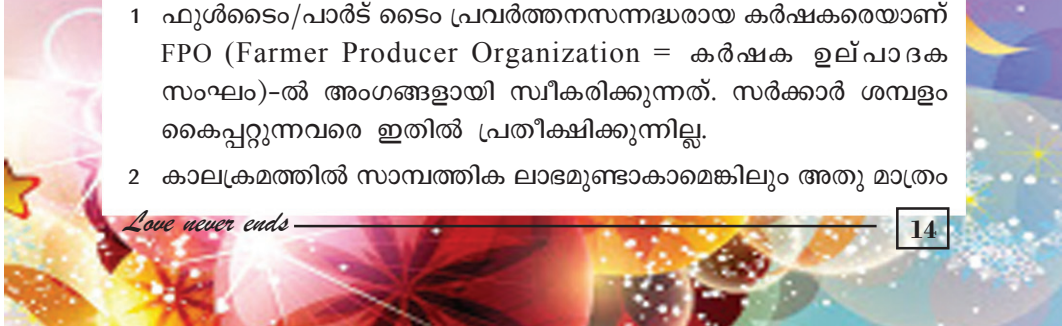 1 ഫുൾടൈം/പാർട് ടൈം പ്രവർത്തനസന്നദ്ധരായ കർഷകരെയാണ്
FPO (Farmer Producer Organization = കർഷക ഉല്പാദക
സംഘം)-ൽ അംഗങ്ങളായി സ്വീകരിക്കുന്നത്. സർക്കാർ ശമ്പളം
കൈപ്പറ്റുന്നവരെ ഇതിൽ പ്രതീക്ഷിക്കുന്നില്ല.
2 കാലക്രമത്തിൽ സാമ്പത്തിക ലാഭമുണ്ടാകാമെങ്കിലും അതു മാത്രം
Love never ends 14